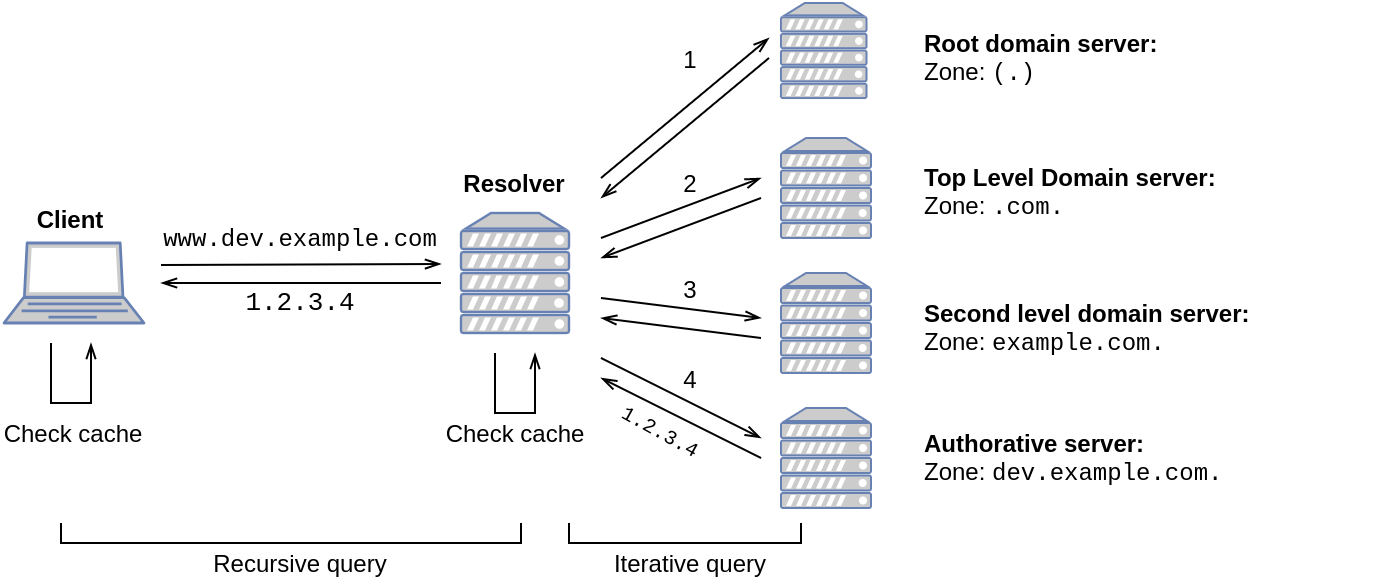 Client
www.dev.example.com
1.2.3.4
Check cache
Resolver
Check cache
1
2
3
4
1.2.3.4
Root domain server:
Zone: (.)
Top Level Domain server:
Zone: .com.
Second level domain server:
Zone: example.com.
Authorative server:
Zone: dev.example.com.
Recursive query
Iterative query